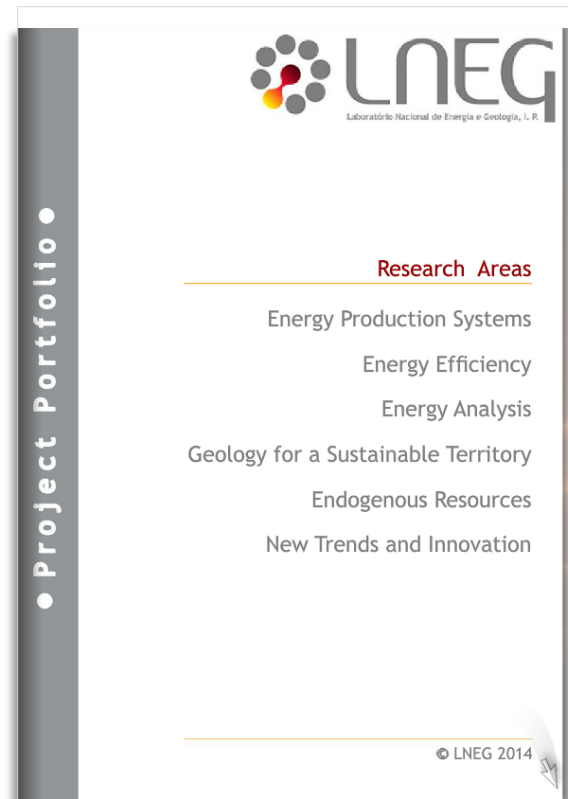 LNEG
Laboratório Nacional de Energia e Geologia, I. P.
• Project Portfolio •
Research Areas
Energy Production Systems
Energy Efficiency
Energy Analysis
Geology for a Sustainable Territory
Endogenous Resources
New Trends and Innovation
© LNEG 2014